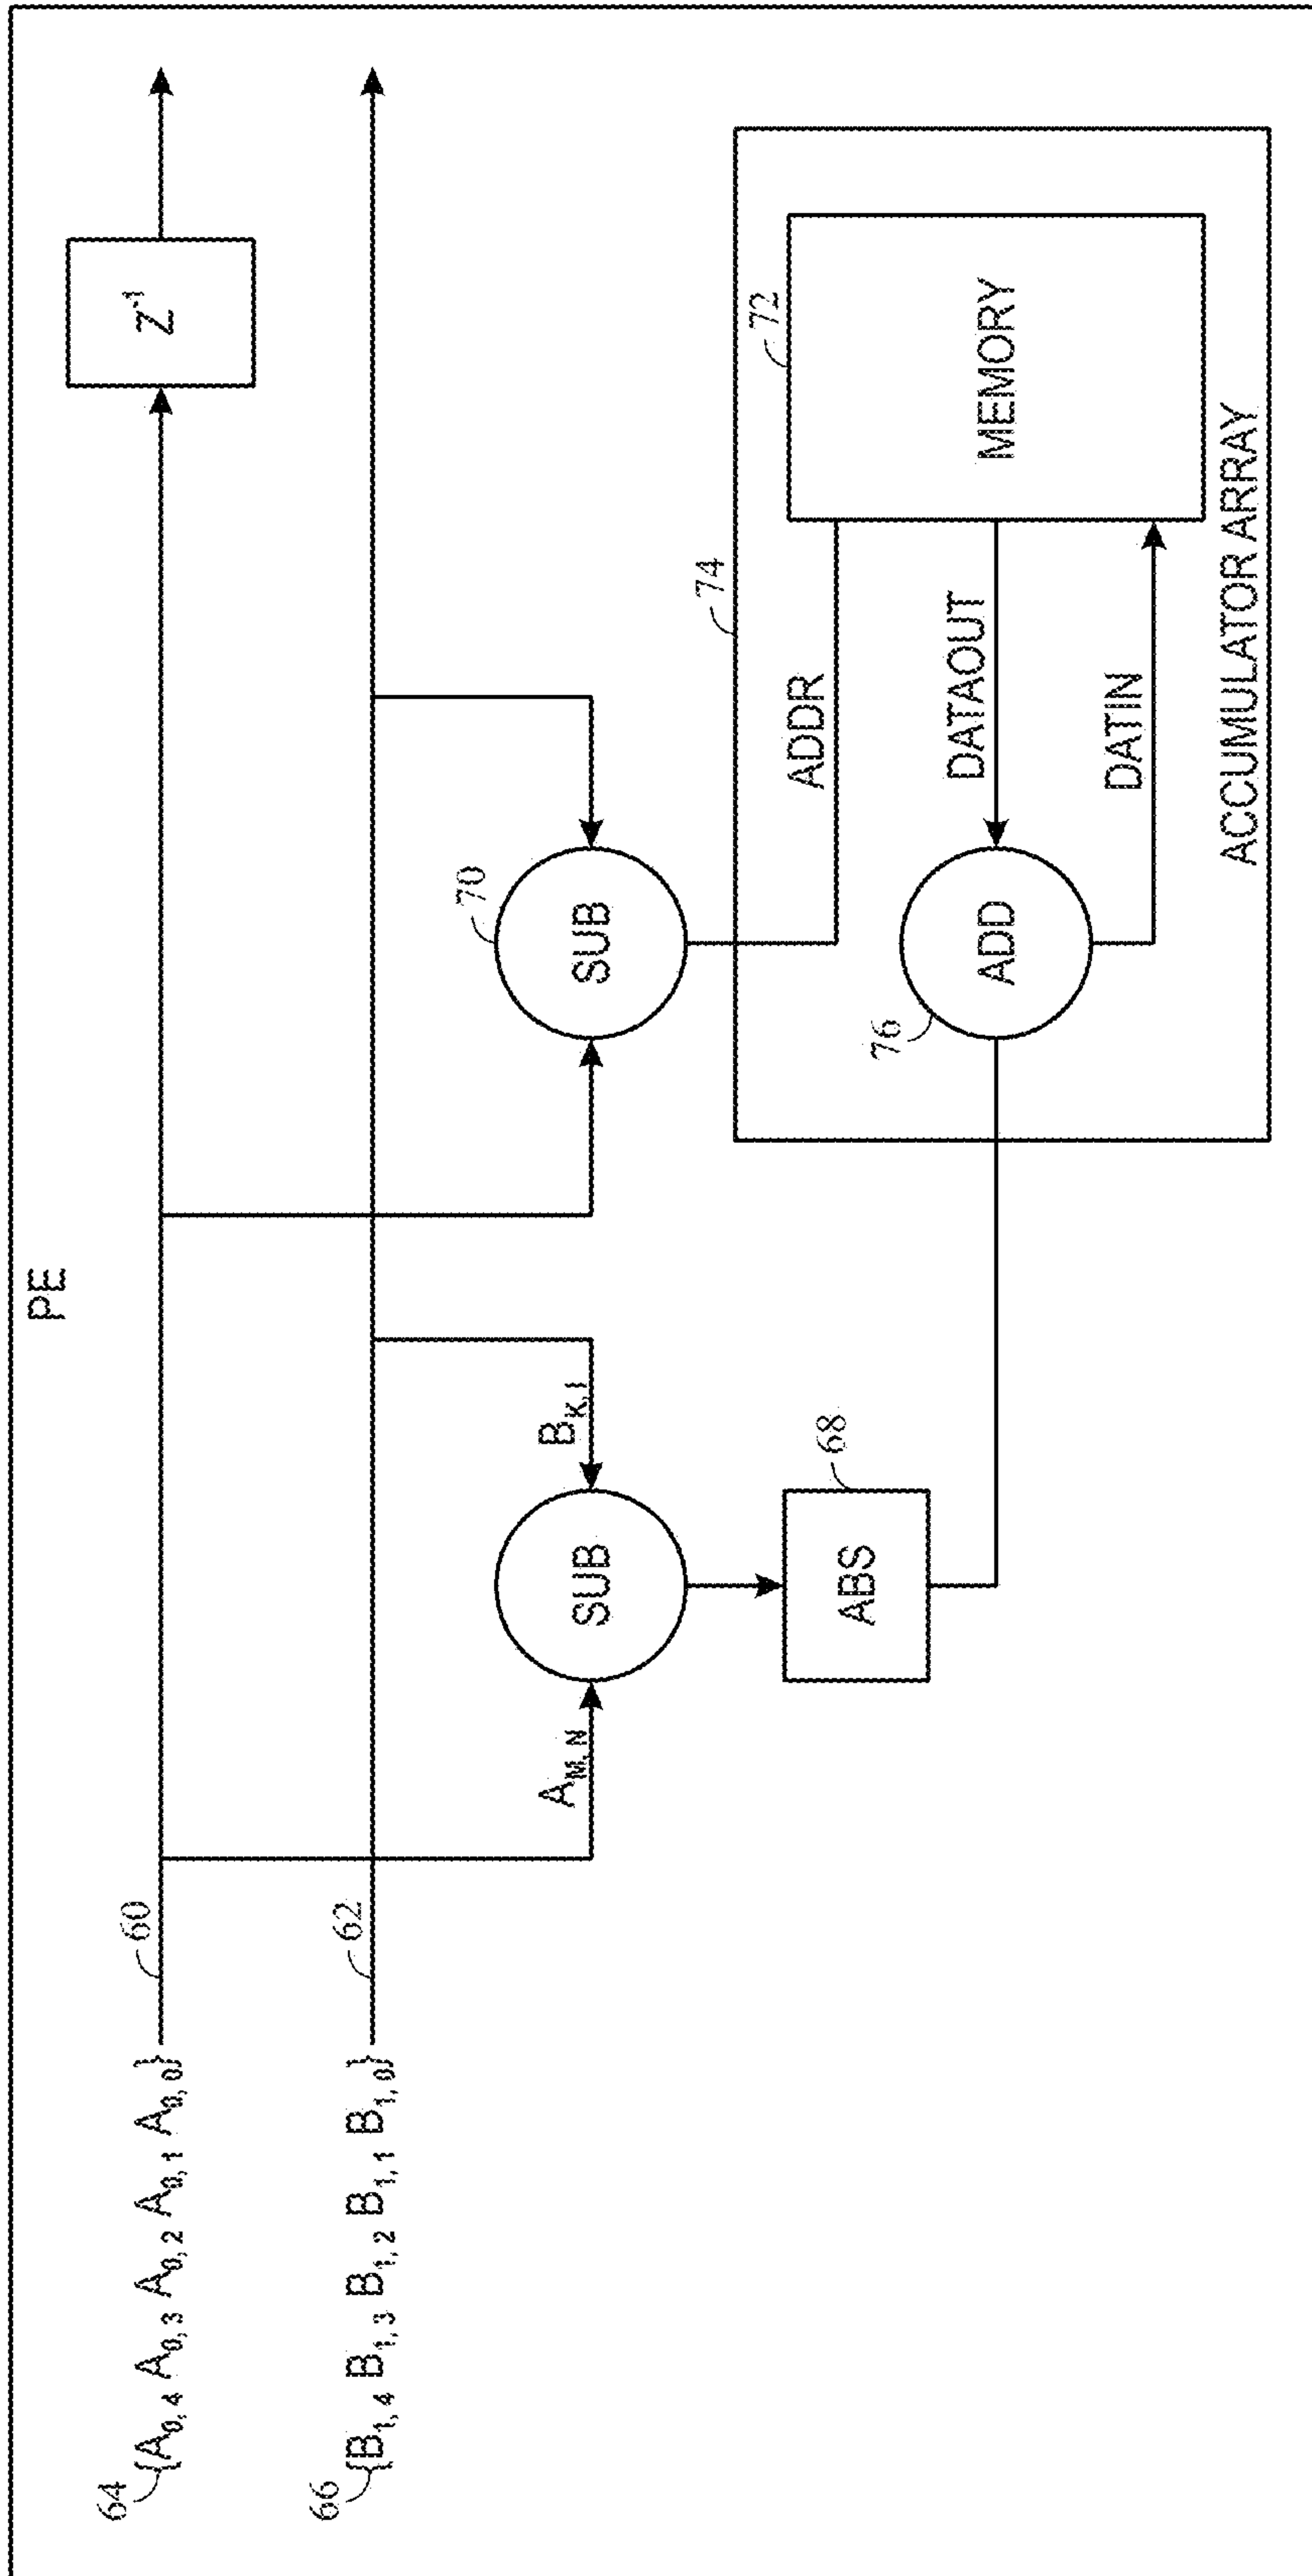 PE
64 {A0,4 A0,3 A0,2 A0,1 A0,0}
60
Z-1
66 {B1,4 B1,3 B1,2 B1,1 B1,0}
62
AM,N
BK,I
SUB
70
SUB
68
ABS
74
72
ADDR
MEMORY
DATAOUT
76
ADD
DATIN
ACCUMULATOR ARRAY